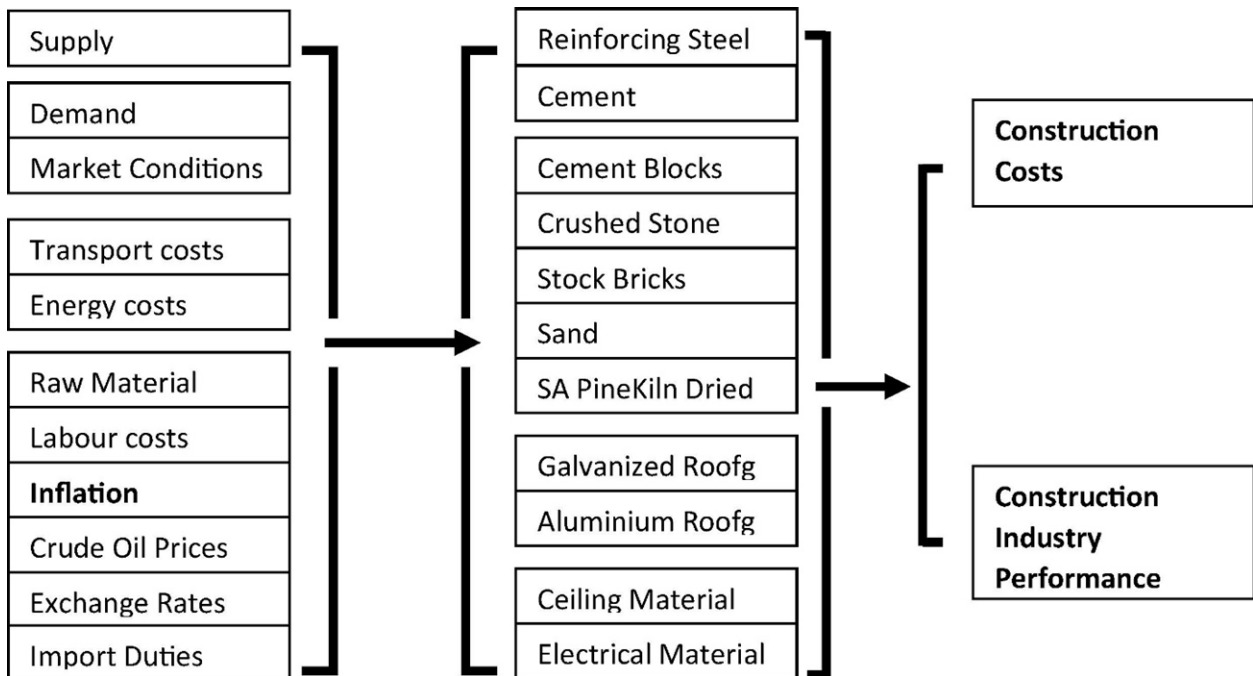 Supply
Demand
Market Conditions
Transport costs
Energy costs
Raw Material
Labour costs
Inflation
Crude Oil Prices
Exchange Rates
Import Duties
Reinforcing Steel
Cement
Cement Blocks
Crushed Stone
Stock Bricks
Sand
SA PineKiln Dried
Galvanized Roofg
Aluminium Roofg
Ceiling Material
Electrical Material
Construction
Costs
Construction
Industry
Performance